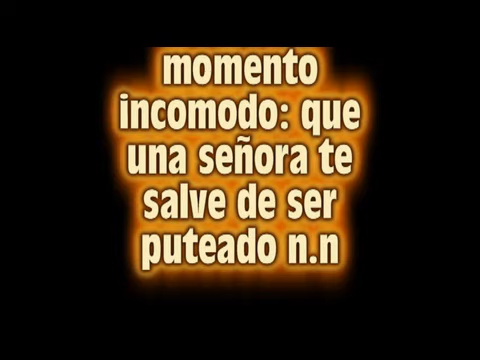 momento
incomodo: que
una señora te
salve de ser
puteado n.n